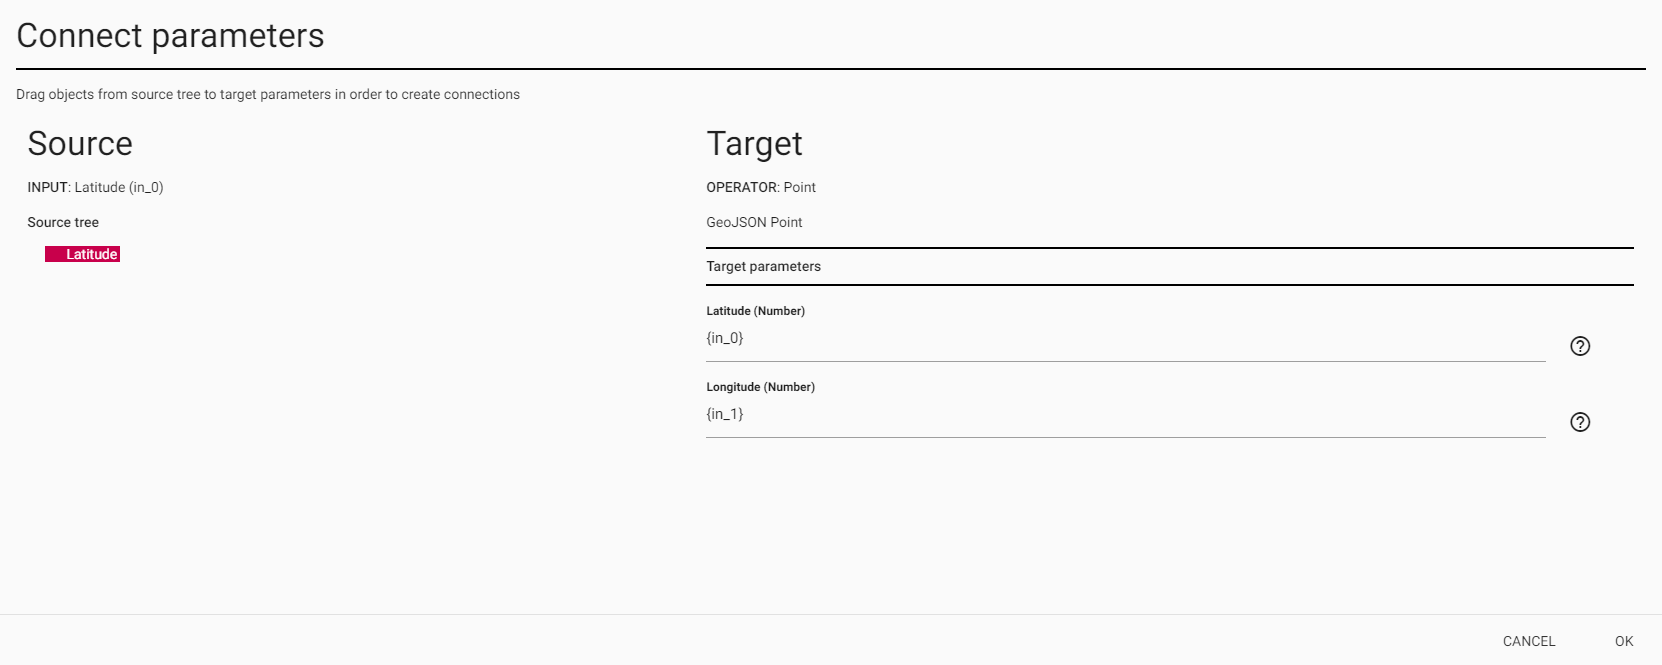 Connect parameters
Drag objects from source tree to target parameters in order to create connections
Source
INPUT: Latitude (in_0)
Source tree
Latitude
Target
OPERATOR: Point
GeoJSON Point
Target parameters
Latitude (Number)
{in_0}
Longitude (Number)
{in_1}
CANCEL
OK